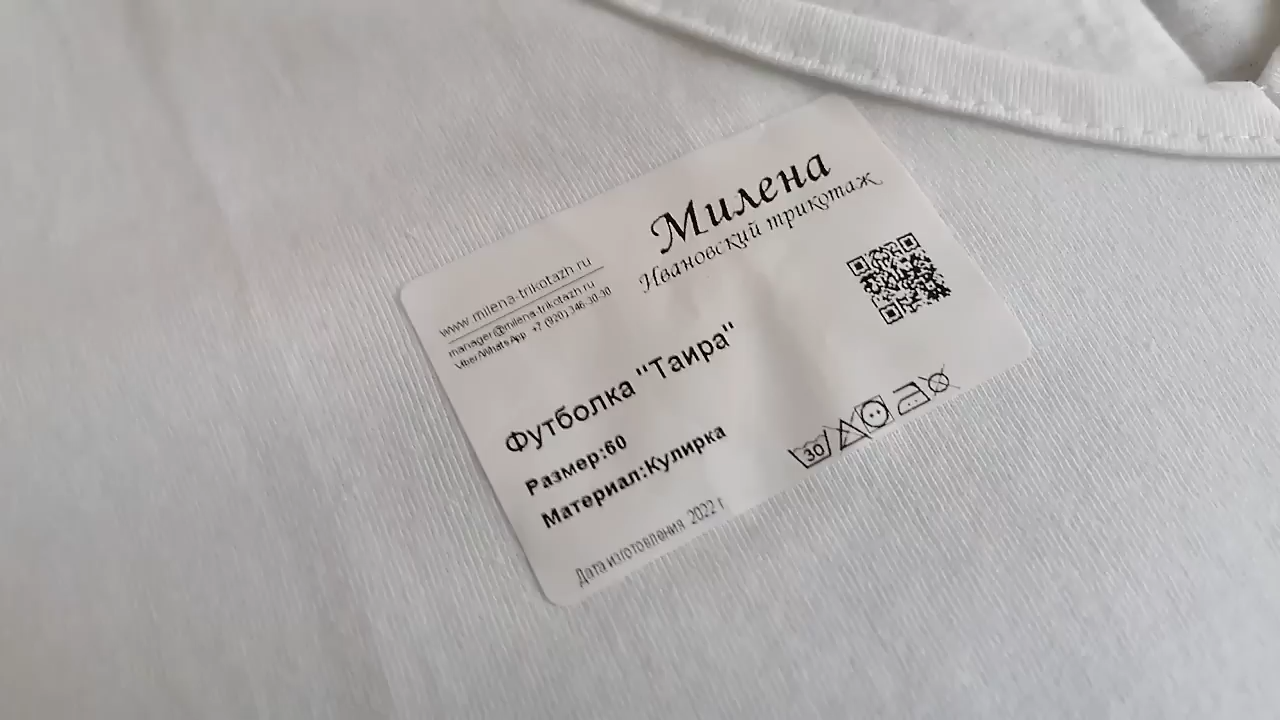 Милена
Ивановский трикотаж
www.milena-trikotazh.ru
manager@milena-trikotazh.ru
Viber/WhatsApp +7 (920) 346-30-30
Футболка "Таира"
Размер:60
Материал:Кулирка
30
Дата изготовления 2022 г